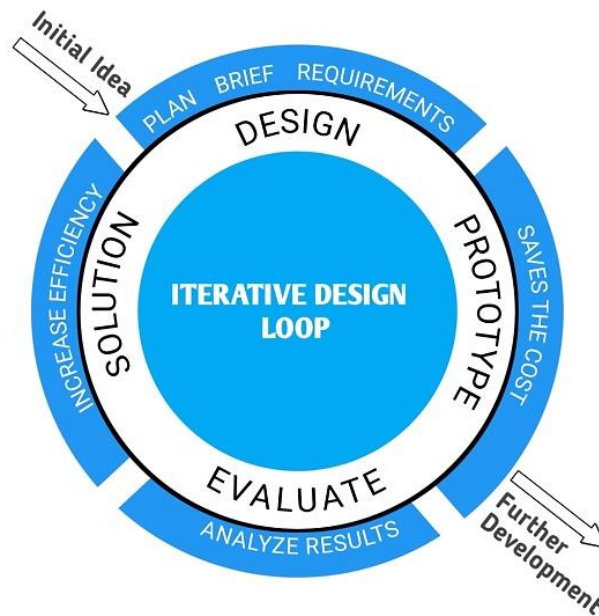 Initial Idea
PLAN BRIEF REQUIREMENTS
DESIGN
PROTOTYPE
SAVES THE COST
ITERATIVE DESIGN
LOOP
SOLUTION
INCREASE EFFICIENCY
EVALUATE
ANALYZE RESULTS
Further
Development